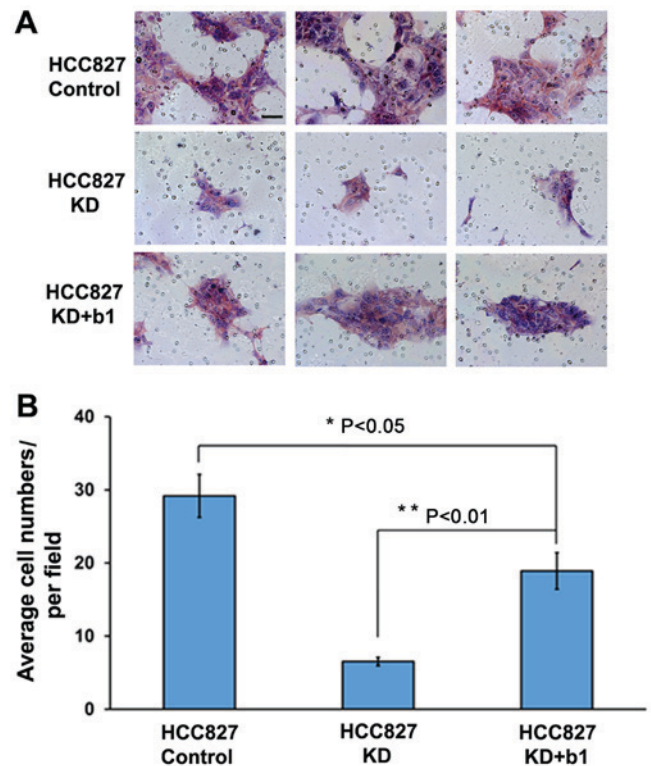 A
HCC827
Control
HCC827
KD
HCC827
KD+b1
B
Average cell numbers/
per field
40
30
20
10
0
* P<0.05
** P<0.01
HCC827
Control
HCC827
KD
HCC827
KD+b1